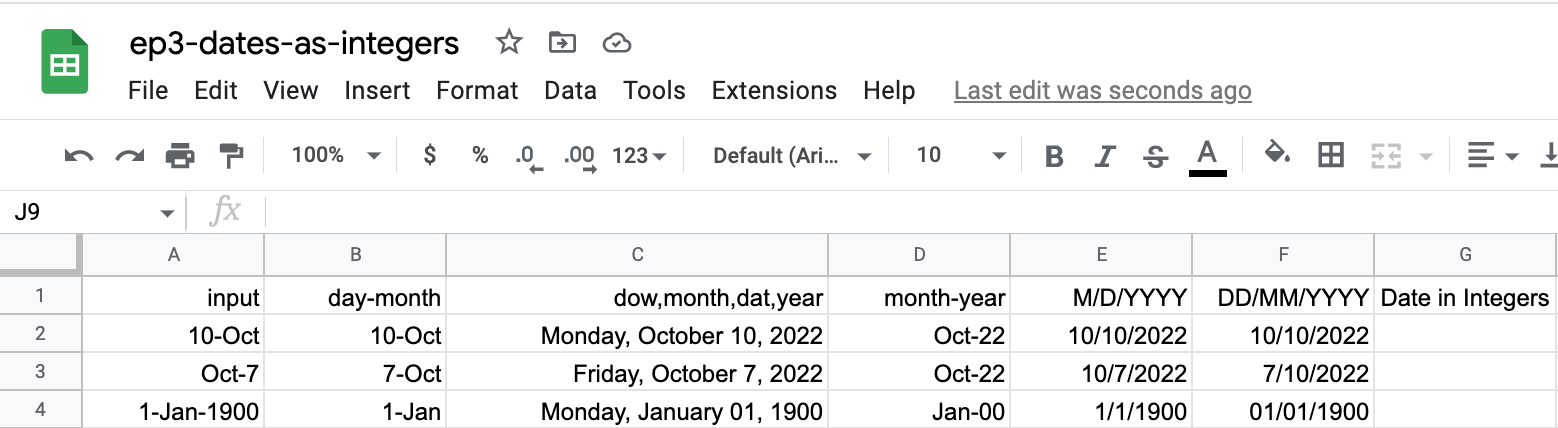 ep3-dates-as-integers
File Edit View Insert Format Data Tools Extensions Help Last edit was seconds ago
100% $ % .0 .00 123 Default (Ari... 10 B I S A
J9 fx
A B C D E F G
1 input day-month dow,month,dat,year month-year M/D/YYYY DD/MM/YYYY Date in Integers
2 10-Oct 10-Oct Monday, October 10, 2022 Oct-22 10/10/2022 10/10/2022
3 Oct-7 7-Oct Friday, October 7, 2022 Oct-22 10/7/2022 7/10/2022
4 1-Jan-1900 1-Jan Monday, January 01, 1900 Jan-00 1/1/1900 01/01/1900